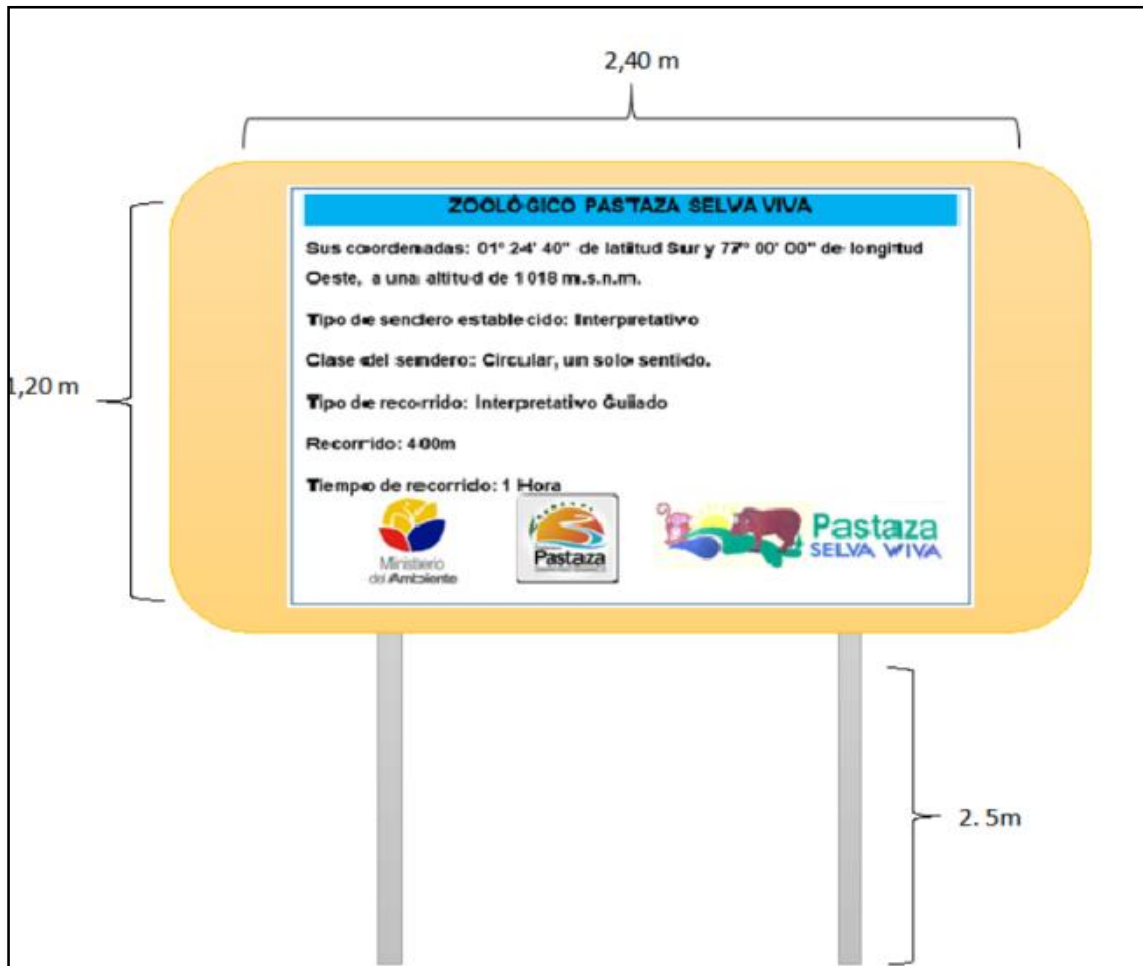 2,40 m
ZOOLÓGICO PASTAZA SELVA VIVA
Sus coordenadas: 01º 24' 40" de latitud Sur y 77º 00' 00" de longitud
Oeste, a una altitud de 1018 m.s.n.m.
Tipo de sendero establecido: Interpretativo
Clase del sendero: Circular, un solo sentido.
1,20 m
Tipo de recorrido: Interpretativo Guiado
Recorrido: 400m
Tiempo de recorrido: 1 Hora
Ministerio
del Ambiente
Pastaza
Pastaza
SELVA VIVA
2. 5m